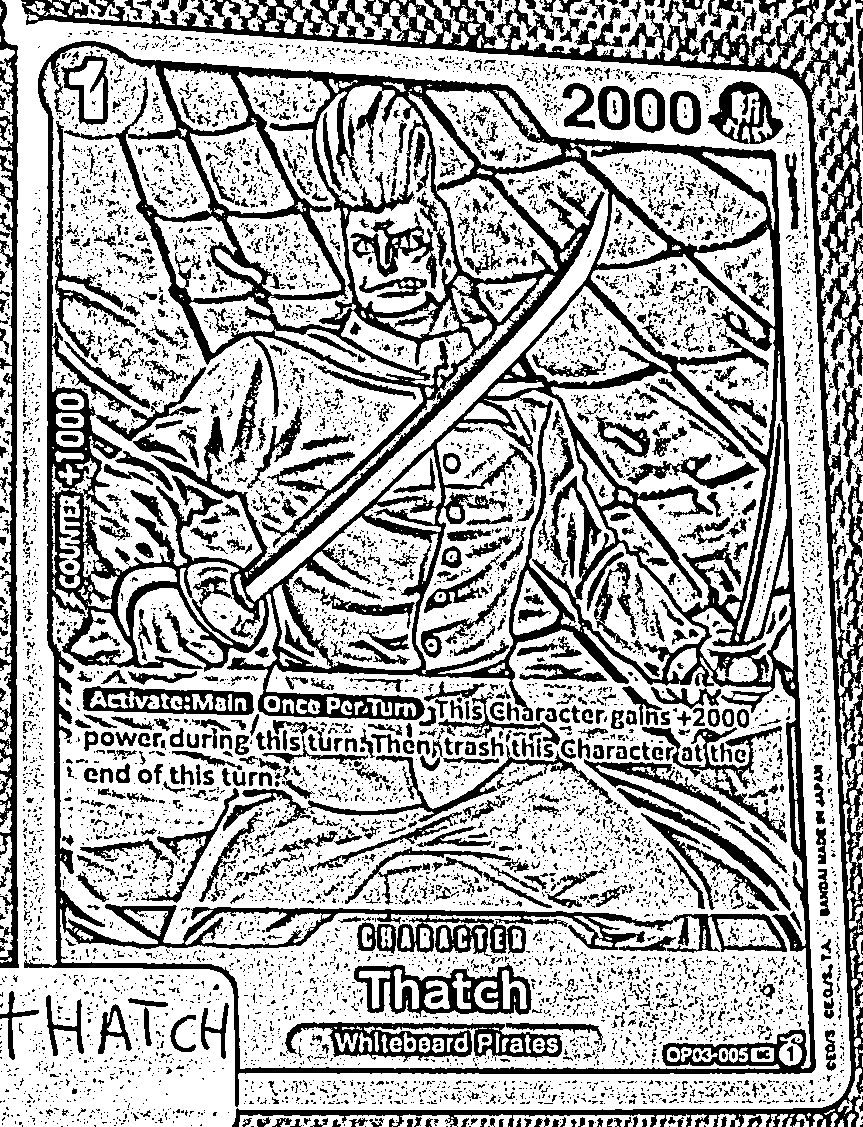 1
2000
斬
SLASH
COUNTER +1000
Activate:Main Once Per Turn This Character gains +2000
power during this turn. Then, trash this Character at the
end of this turn.
CHARACTER
Thatch
Whitebeard Pirates
OP03-005
1
THATCH
©E.O./S. ©E.O./S., T.A. BANDAI MADE IN JAPAN